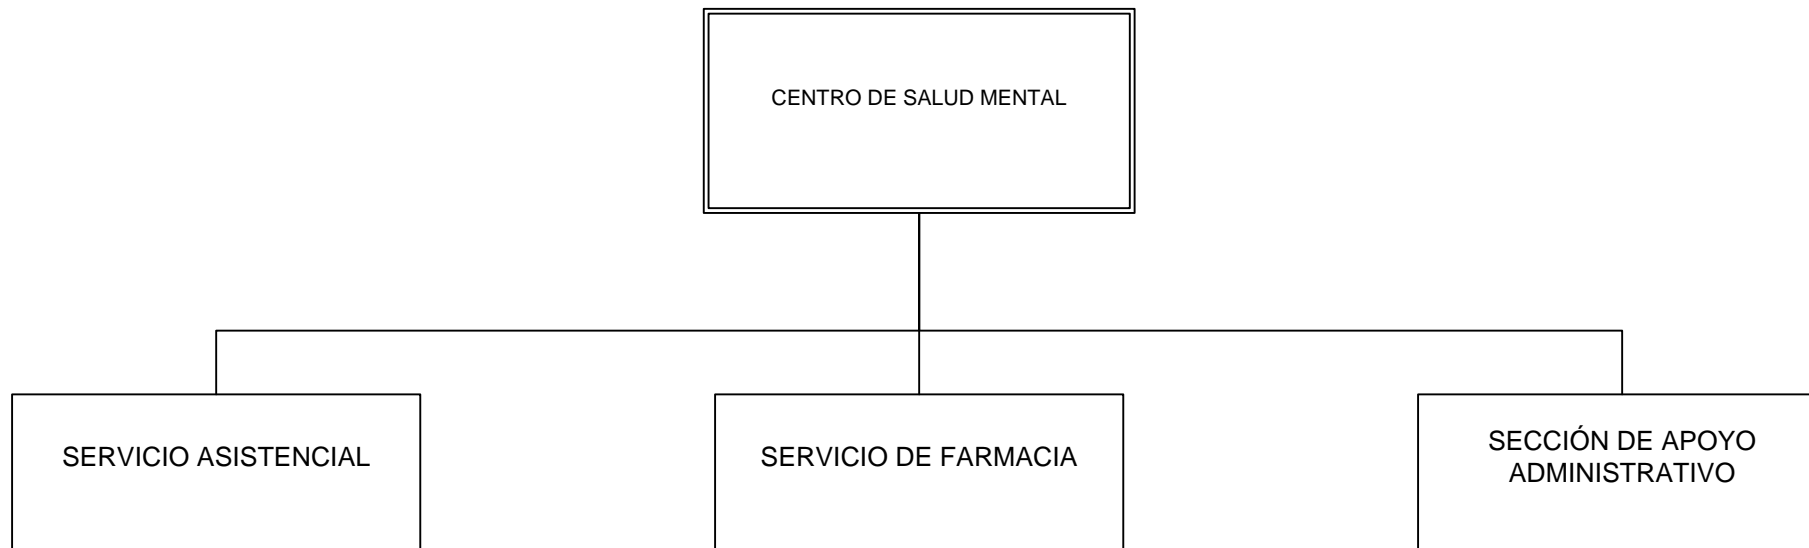 CENTRO DE SALUD MENTAL
SERVICIO ASISTENCIAL
SERVICIO DE FARMACIA
SECCIÓN DE APOYO
ADMINISTRATIVO